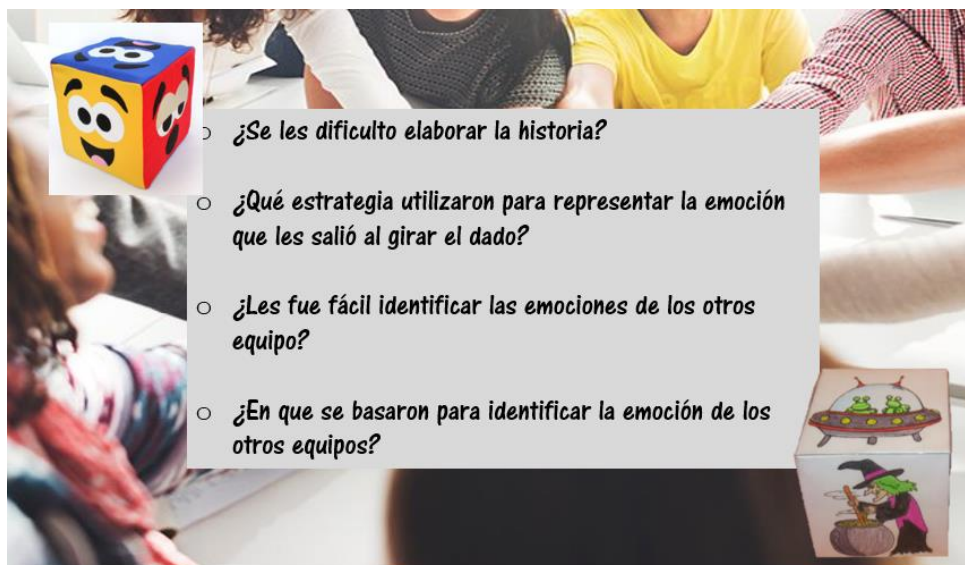 ¿Se les dificulto elaborar la historia?
¿Qué estrategia utilizaron para representar la emoción
que les salió al girar el dado?
¿Les fue fácil identificar las emociones de los otros
equipo?
¿En que se basaron para identificar la emoción de los
otros equipos?